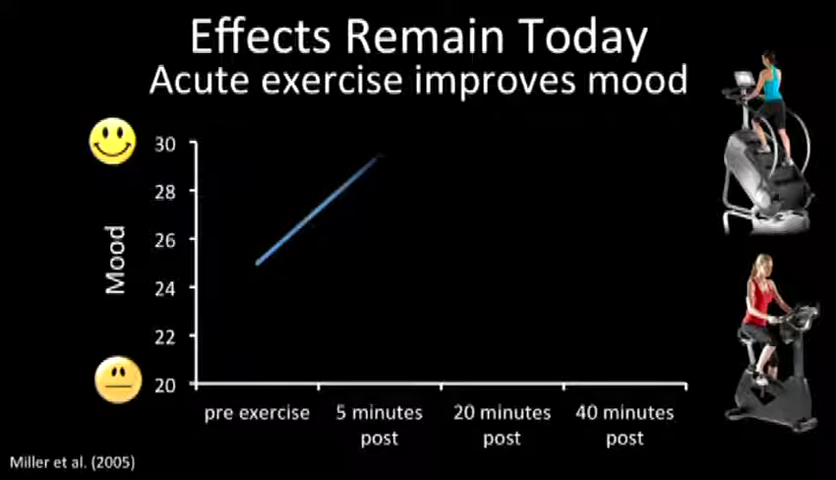 Effects Remain Today
Acute exercise improves mood
30
28
26
24
22
20
Mood
pre exercise
5 minutes
post
20 minutes
post
40 minutes
post
Miller et al. (2005)